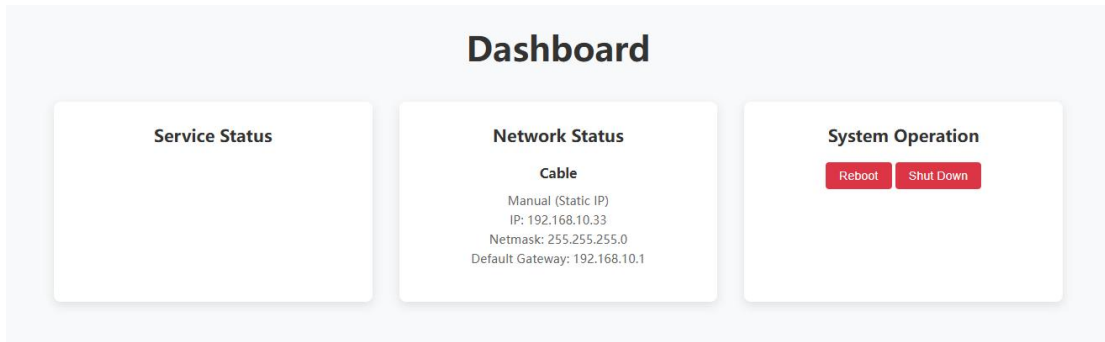 Dashboard
Service Status
Network Status
Cable
Manual (Static IP)
IP: 192.168.10.33
Netmask: 255.255.255.0
Default Gateway: 192.168.10.1
System Operation
Reboot
Shut Down